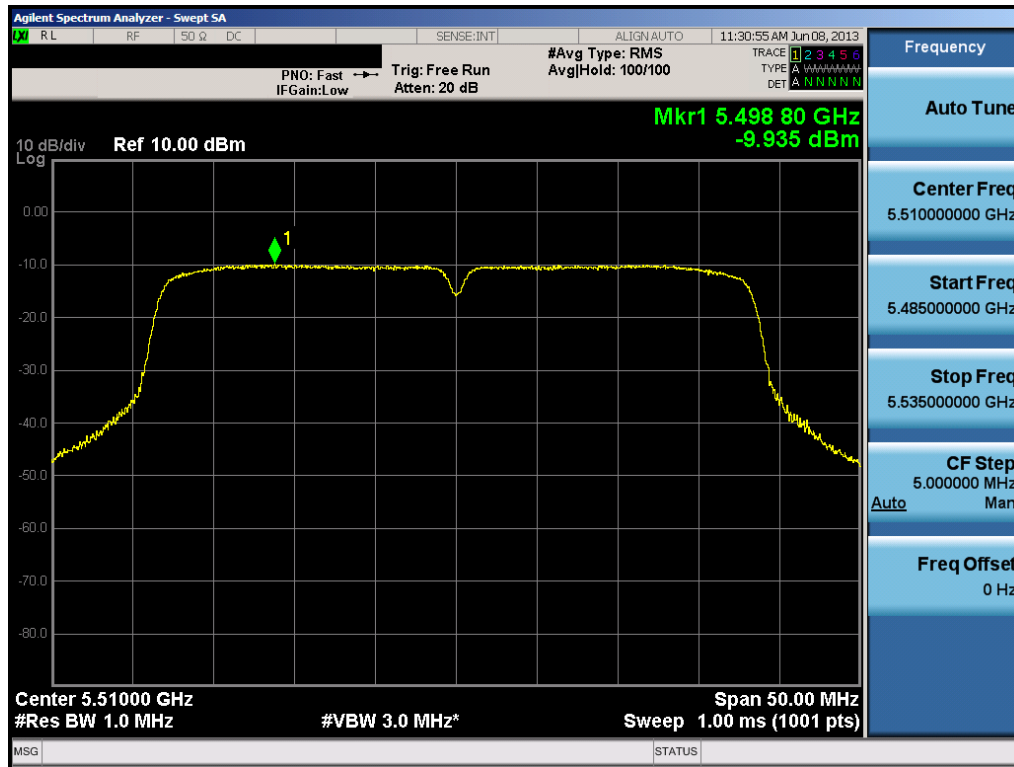 Agilent Spectrum Analyzer - Swept SA
LXI RL RF 50 Ω DC SENSE:INT ALIGN AUTO 11:30:55 AM Jun 08, 2013
PNO: Fast Trig: Free Run #Avg Type: RMS TRACE 1 2 3 4 5 6
IFGain:Low Atten: 20 dB Avg|Hold: 100/100 TYPE A WWWWW
DET A N N N N N
Mkr1 5.498 80 GHz
-9.935 dBm
10 dB/div Ref 10.00 dBm
Log
0.00
1
-10.0
-20.0
-30.0
-40.0
-50.0
-60.0
-70.0
-80.0
Center 5.51000 GHz Span 50.00 MHz
#Res BW 1.0 MHz #VBW 3.0 MHz* Sweep 1.00 ms (1001 pts)
MSG STATUS
Frequency
Auto Tune
Center Freq
5.510000000 GHz
Start Freq
5.485000000 GHz
Stop Freq
5.535000000 GHz
CF Step
5.000000 MHz
Auto Man
Freq Offset
0 Hz